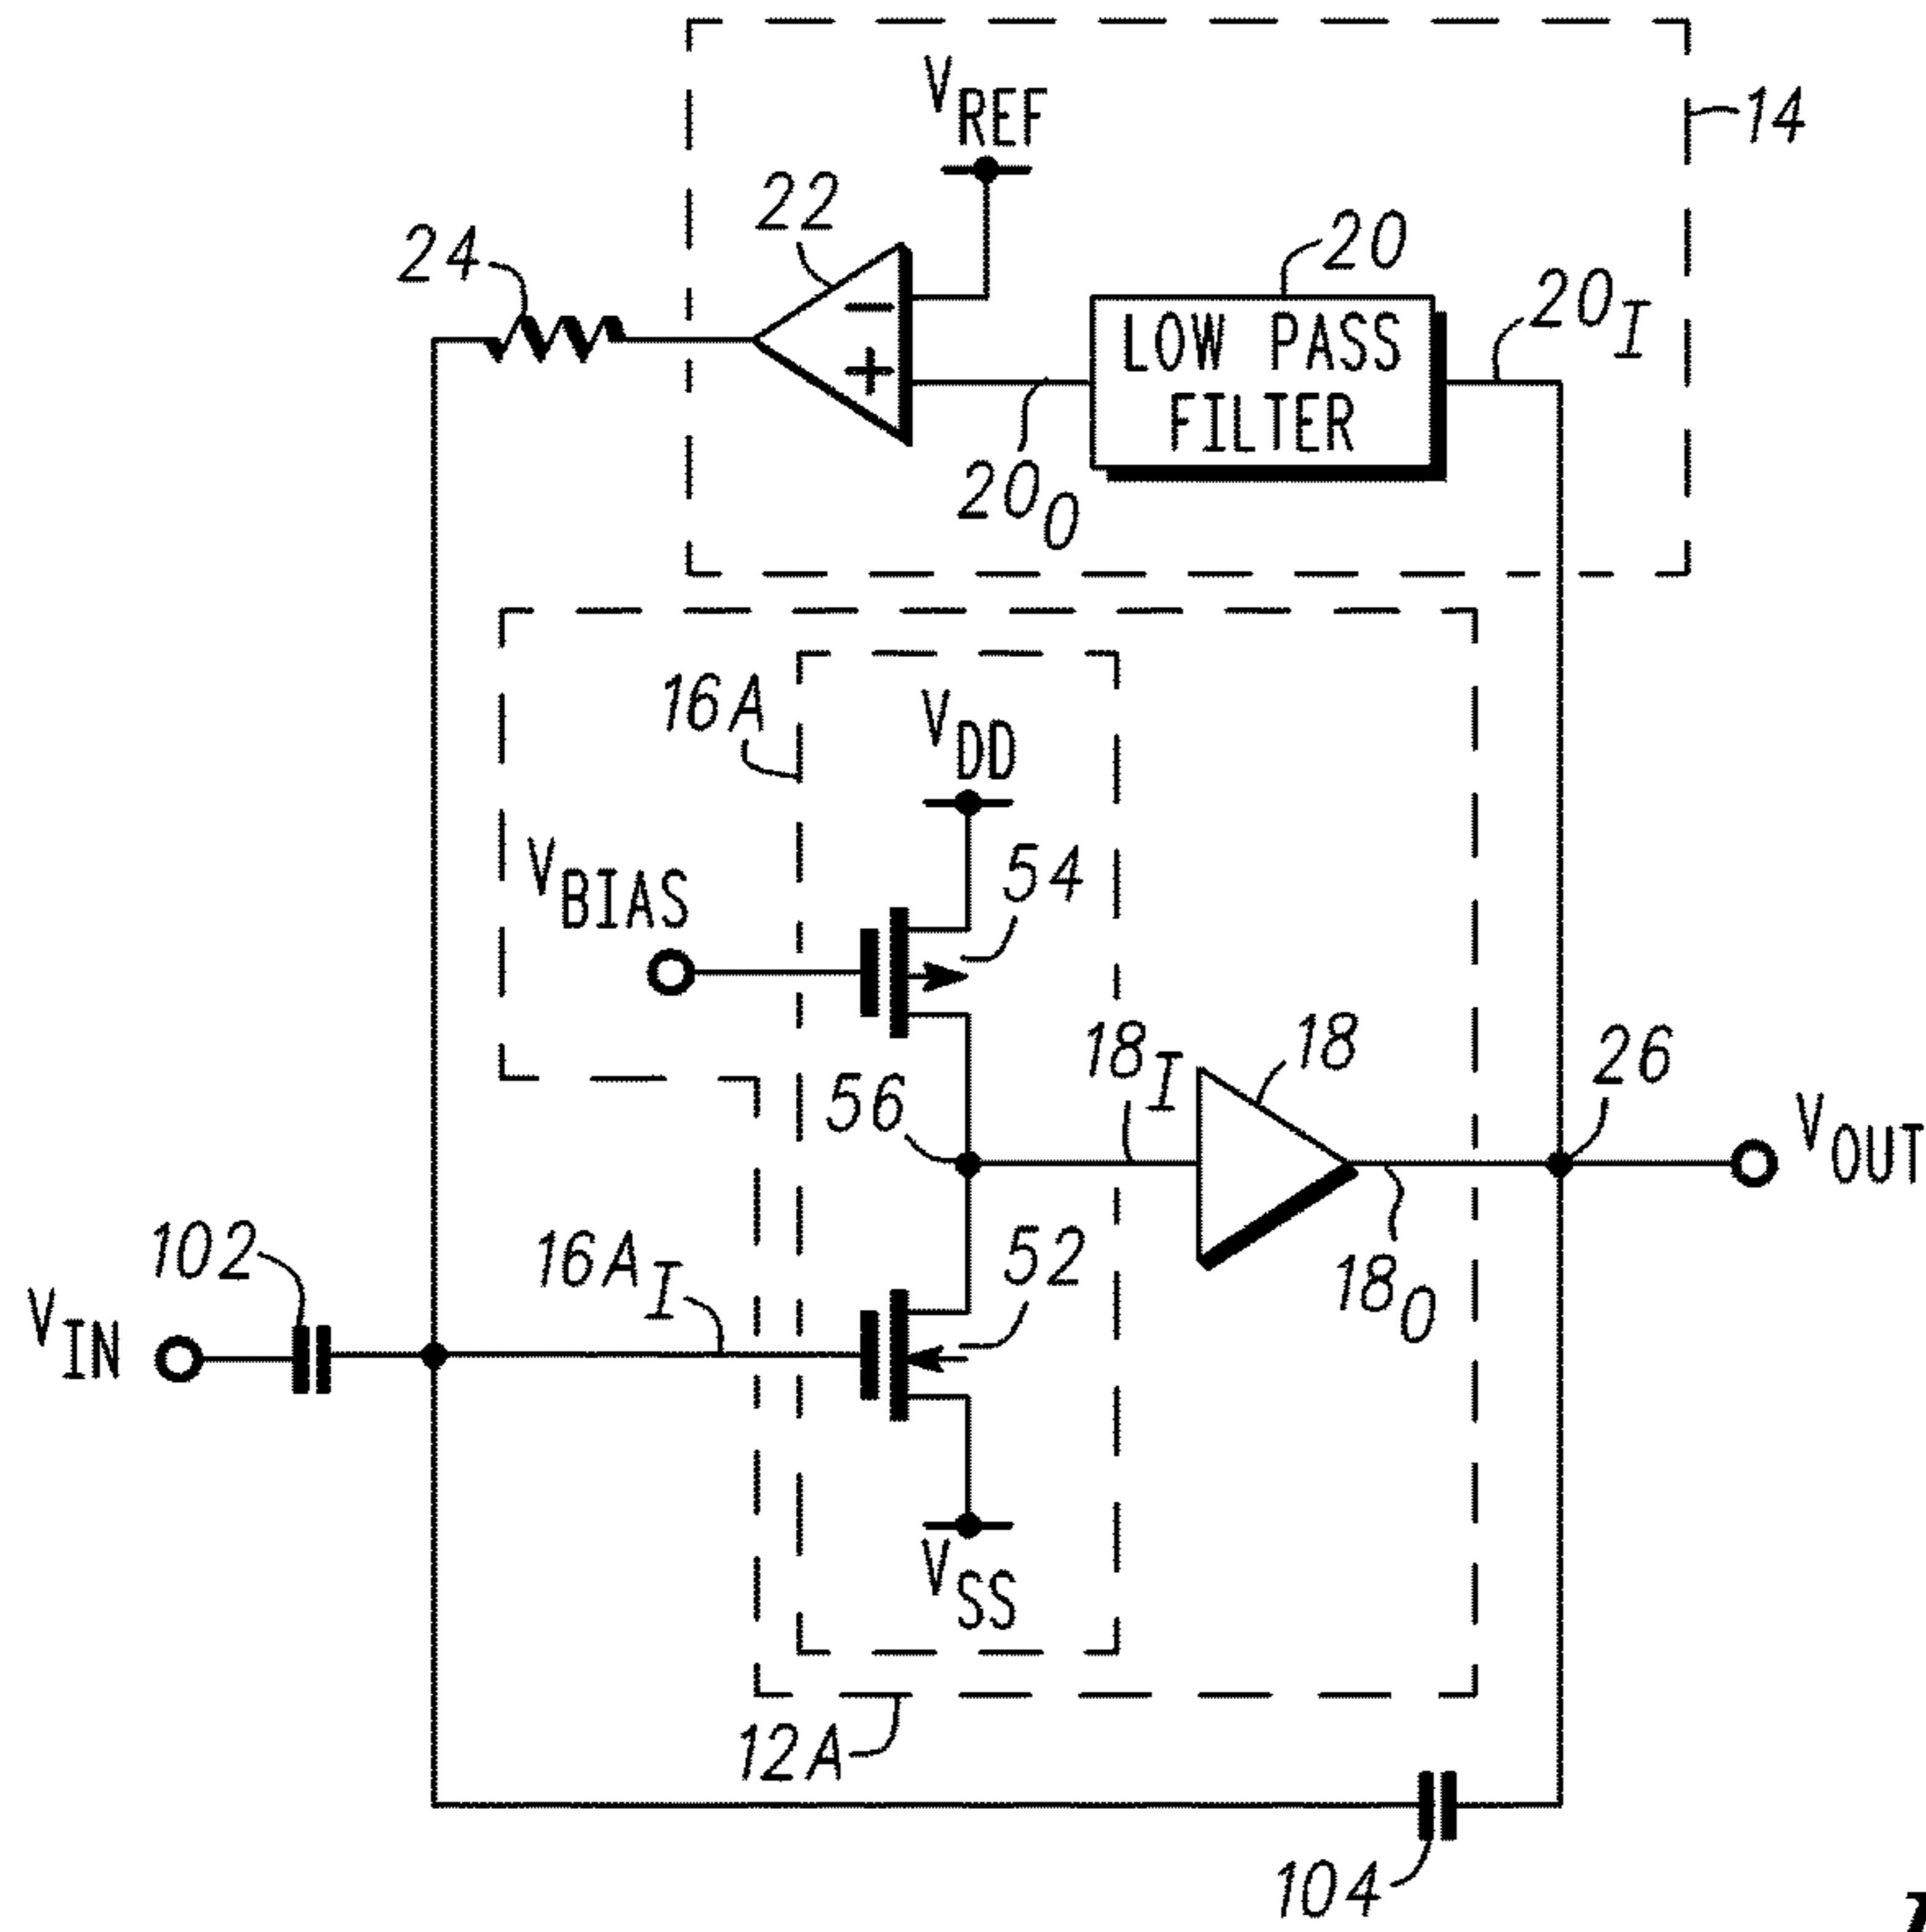 V_REF
14
22
24
20
20_I
−
+
LOW PASS
FILTER
20_O
16A
V_DD
54
V_BIAS
18_I
18
26
56
V_OUT
102
16A_I
52
18_O
V_IN
V_SS
12A
104